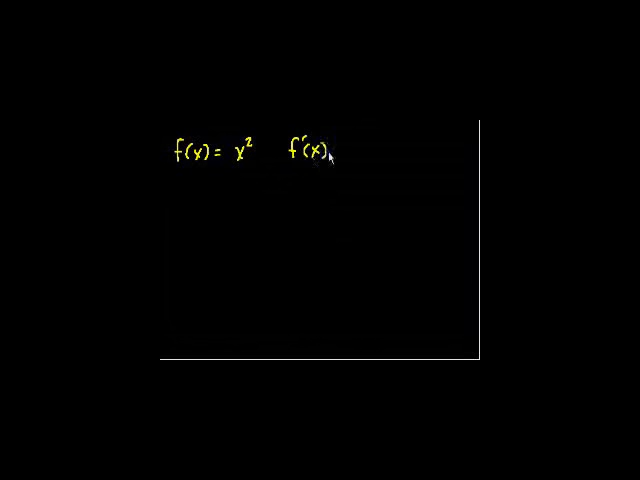 f(x) = x² f'(x)